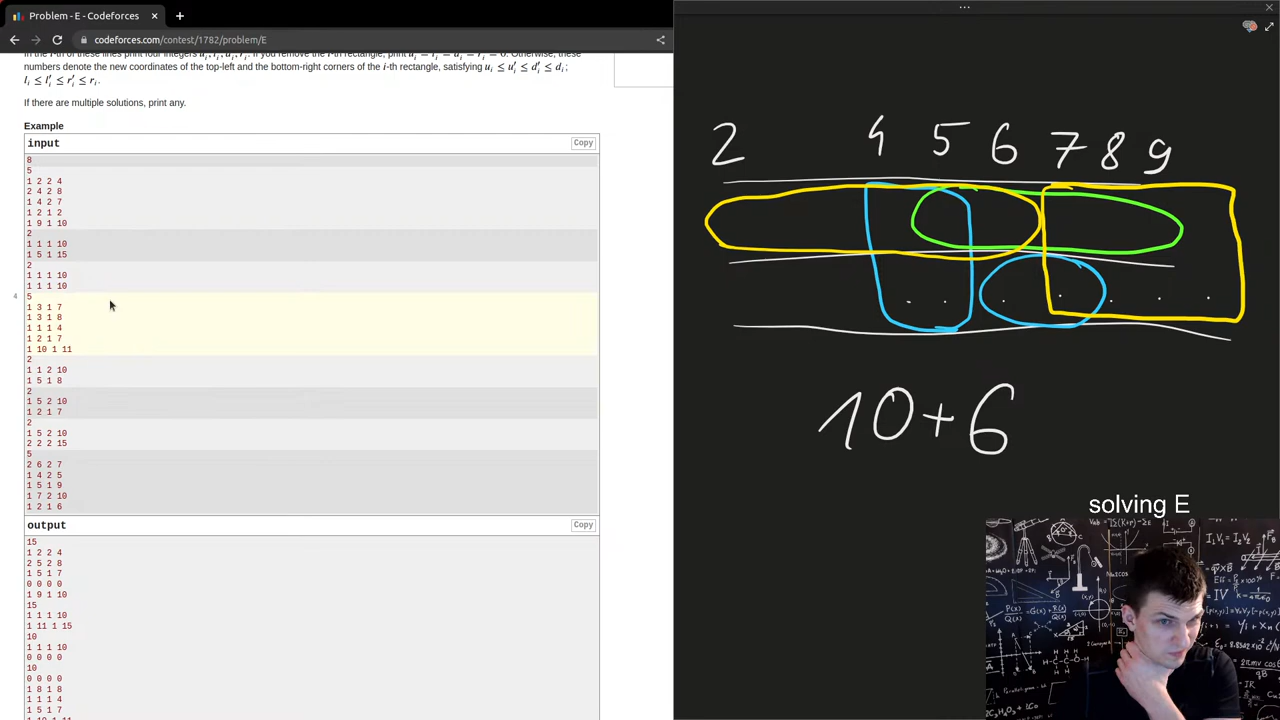 Problem - E - Codeforces
codeforces.com/contest/1782/problem/E
numbers denote the new coordinates of the top-left and the bottom-right corners of the i-th rectangle, satisfying u_i ≤ u'_i ≤ d'_i ≤ d_i;
l_i ≤ l'_i ≤ r'_i ≤ r_i.
If there are multiple solutions, print any.
Example
input
Copy
8
5
1 2 2 4
2 4 2 8
1 4 2 7
1 2 1 2
1 9 1 10
2
1 1 1 10
1 5 1 15
2
1 1 1 10
1 1 1 10
4
5
1 3 1 7
1 3 1 8
1 1 1 4
1 2 1 7
1 10 1 11
2
1 1 2 10
1 5 1 8
2
1 5 2 10
1 2 1 7
2
1 5 2 10
2 2 2 15
5
2 6 2 7
1 4 2 5
1 5 1 9
1 7 2 10
1 2 1 6
output
Copy
15
1 2 2 4
2 5 2 8
1 5 1 7
0 0 0 0
1 9 1 10
15
1 1 1 10
1 11 1 15
10
1 1 1 10
0 0 0 0
10
0 0 0 0
1 8 1 8
1 1 1 4
1 5 1 7
2 4 5 6 7 8 9
10+6
solving E